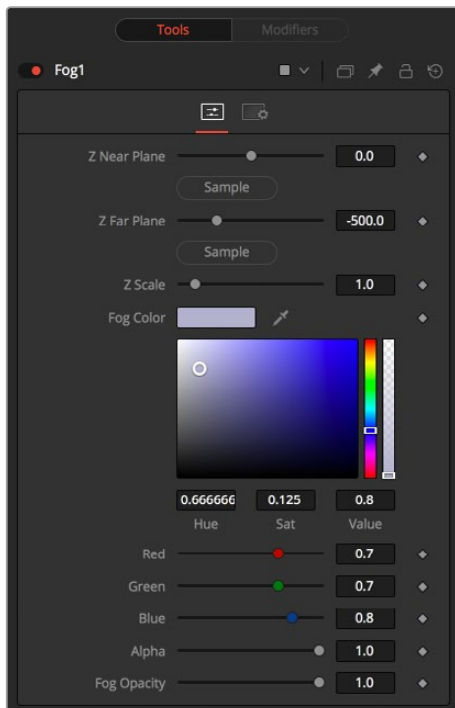 Tools Modifiers
Fog1
Z Near Plane 0.0
Sample
Z Far Plane -500.0
Sample
Z Scale 1.0
Fog Color
0.666666 0.125 0.8
Hue Sat Value
Red 0.7
Green 0.7
Blue 0.8
Alpha 1.0
Fog Opacity 1.0